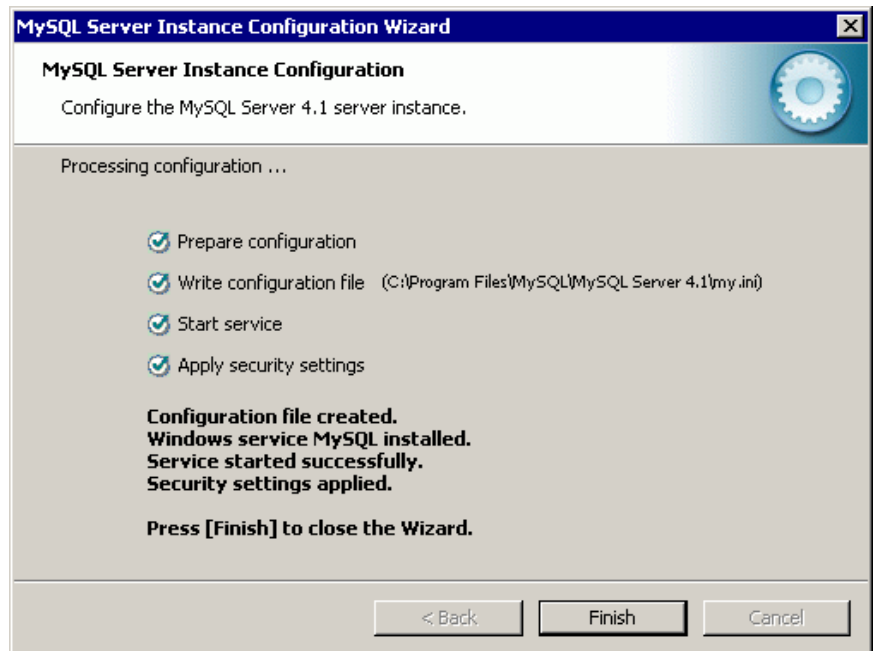 MySQL Server Instance Configuration Wizard
MySQL Server Instance Configuration
Configure the MySQL Server 4.1 server instance.
Processing configuration ...
Prepare configuration
Write configuration file (C:\Program Files\MySQL\MySQL Server 4.1\my.ini)
Start service
Apply security settings
Configuration file created.
Windows service MySQL installed.
Service started successfully.
Security settings applied.
Press [Finish] to close the Wizard.
< Back Finish Cancel